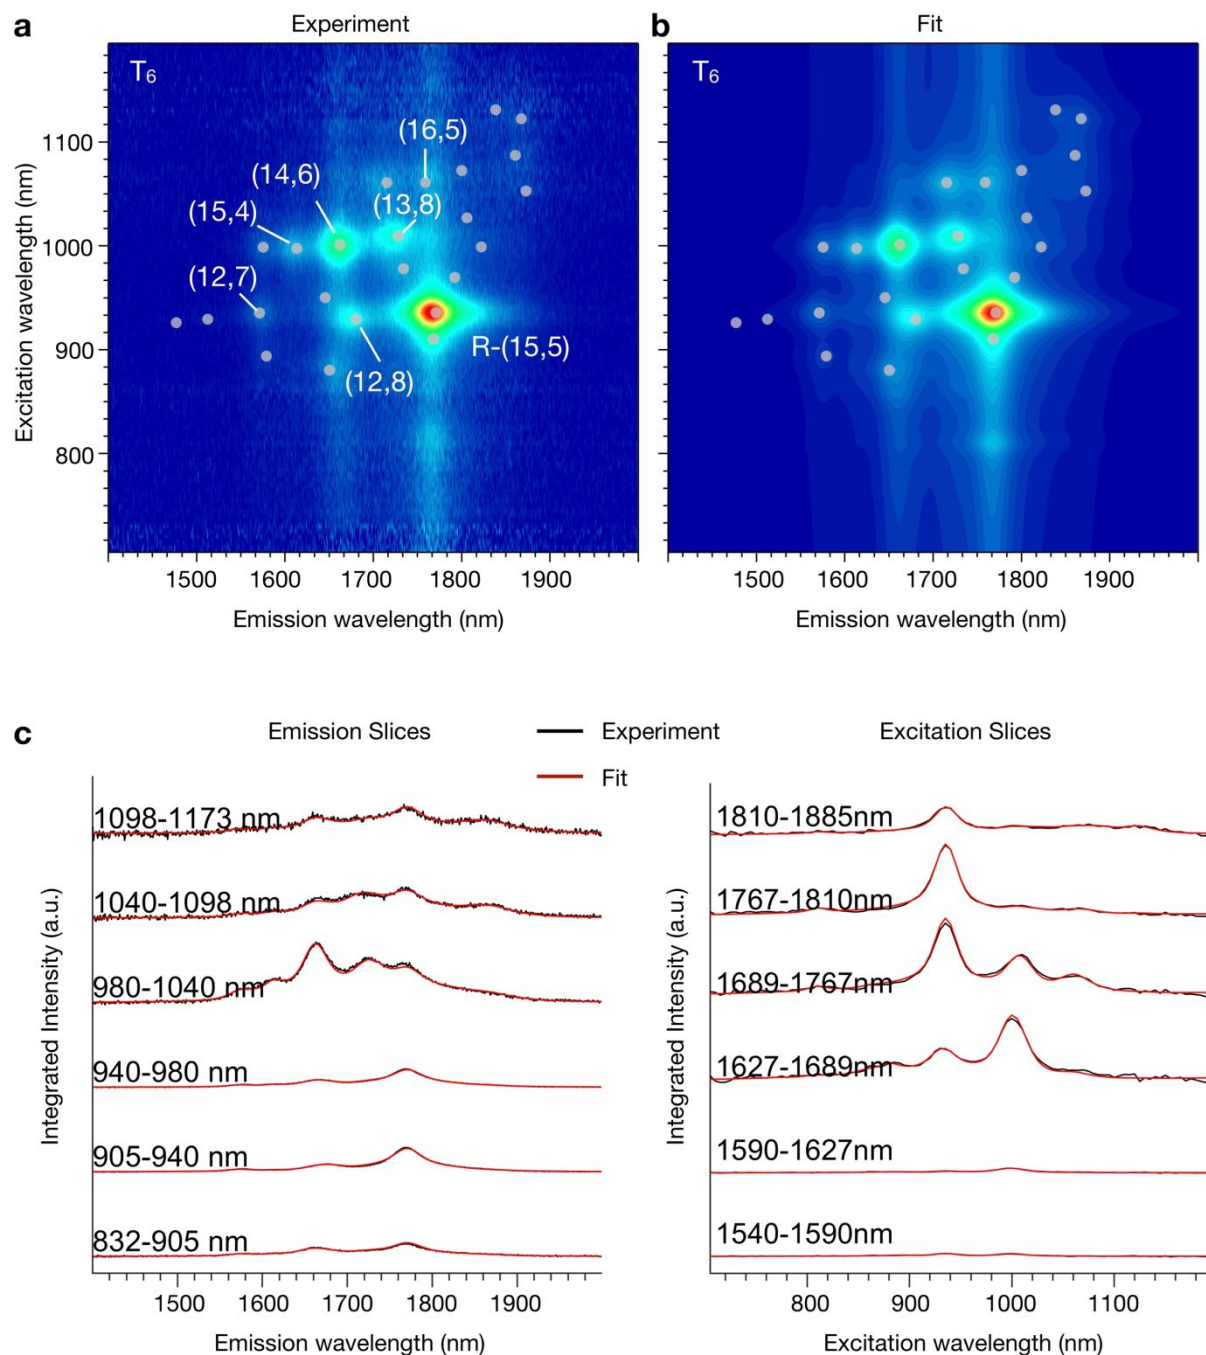 a
Experiment
b
Fit
T6
T6
(16,5)
(14,6)
(15,4)
(13,8)
(12,7)
R-(15,5)
(12,8)
1100
1000
900
800
Excitation wavelength (nm)
1500 1600 1700 1800 1900
1500 1600 1700 1800 1900
Emission wavelength (nm)
Emission wavelength (nm)
c
Emission Slices
Experiment
Excitation Slices
Fit
1098-1173 nm
1040-1098 nm
980-1040 nm
940-980 nm
905-940 nm
832-905 nm
Integrated Intensity (a.u.)
1500 1600 1700 1800 1900
Emission wavelength (nm)
1810-1885nm
1767-1810nm
1689-1767nm
1627-1689nm
1590-1627nm
1540-1590nm
Integrated Intensity (a.u.)
800 900 1000 1100
Excitation wavelength (nm)